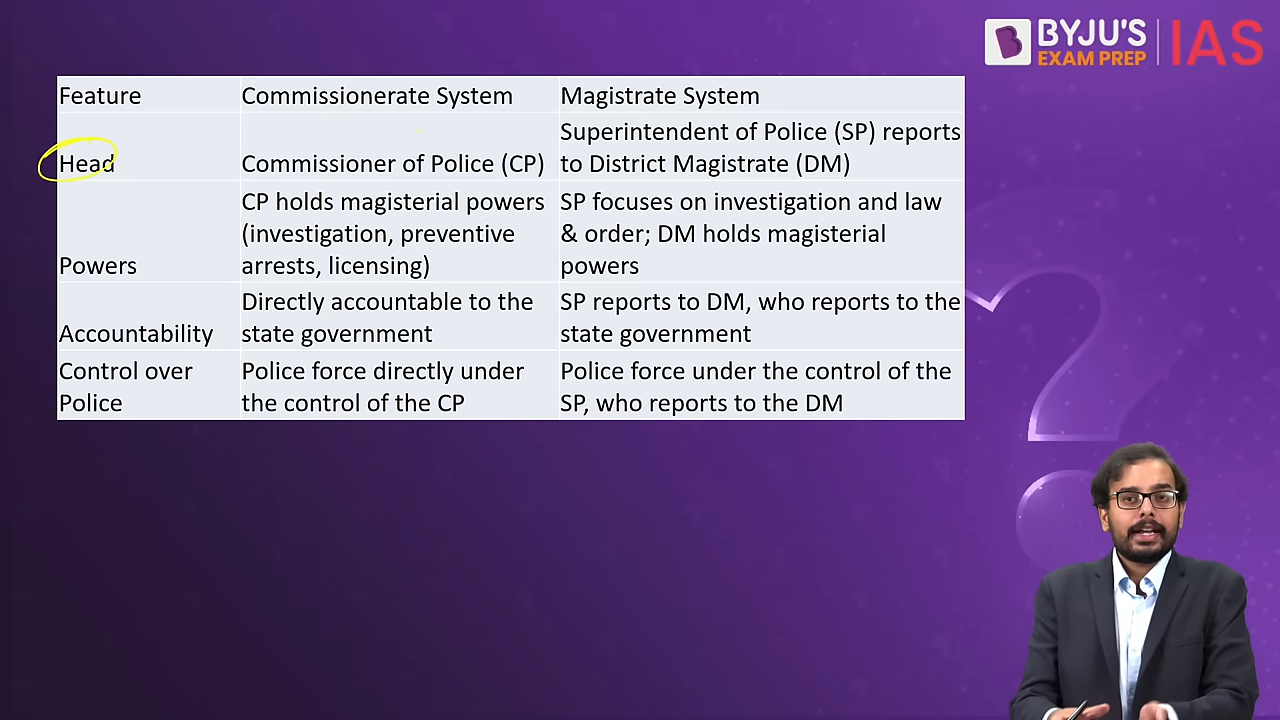 BYJU'S
EXAM PREP
IAS
Feature
Commissionerate System
Magistrate System
Head
Commissioner of Police (CP)
Superintendent of Police (SP) reports
to District Magistrate (DM)
Powers
CP holds magisterial powers
(investigation, preventive
arrests, licensing)
SP focuses on investigation and law
& order; DM holds magisterial
powers
Accountability
Directly accountable to the
state government
SP reports to DM, who reports to the
state government
Control over
Police
Police force directly under
the control of the CP
Police force under the control of the
SP, who reports to the DM